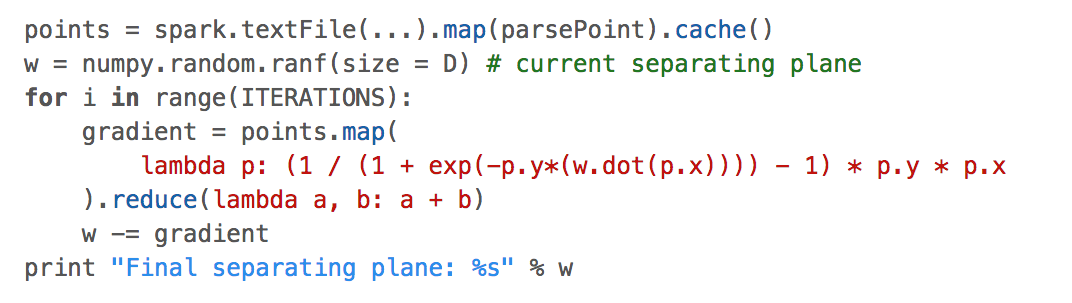 points = spark.textFile(...).map(parsePoint).cache()
w = numpy.random.ranf(size = D) # current separating plane
for i in range(ITERATIONS):
    gradient = points.map(
        lambda p: (1 / (1 + exp(-p.y*(w.dot(p.x)))) - 1) * p.y * p.x
    ).reduce(lambda a, b: a + b)
    w -= gradient
print "Final separating plane: %s" % w